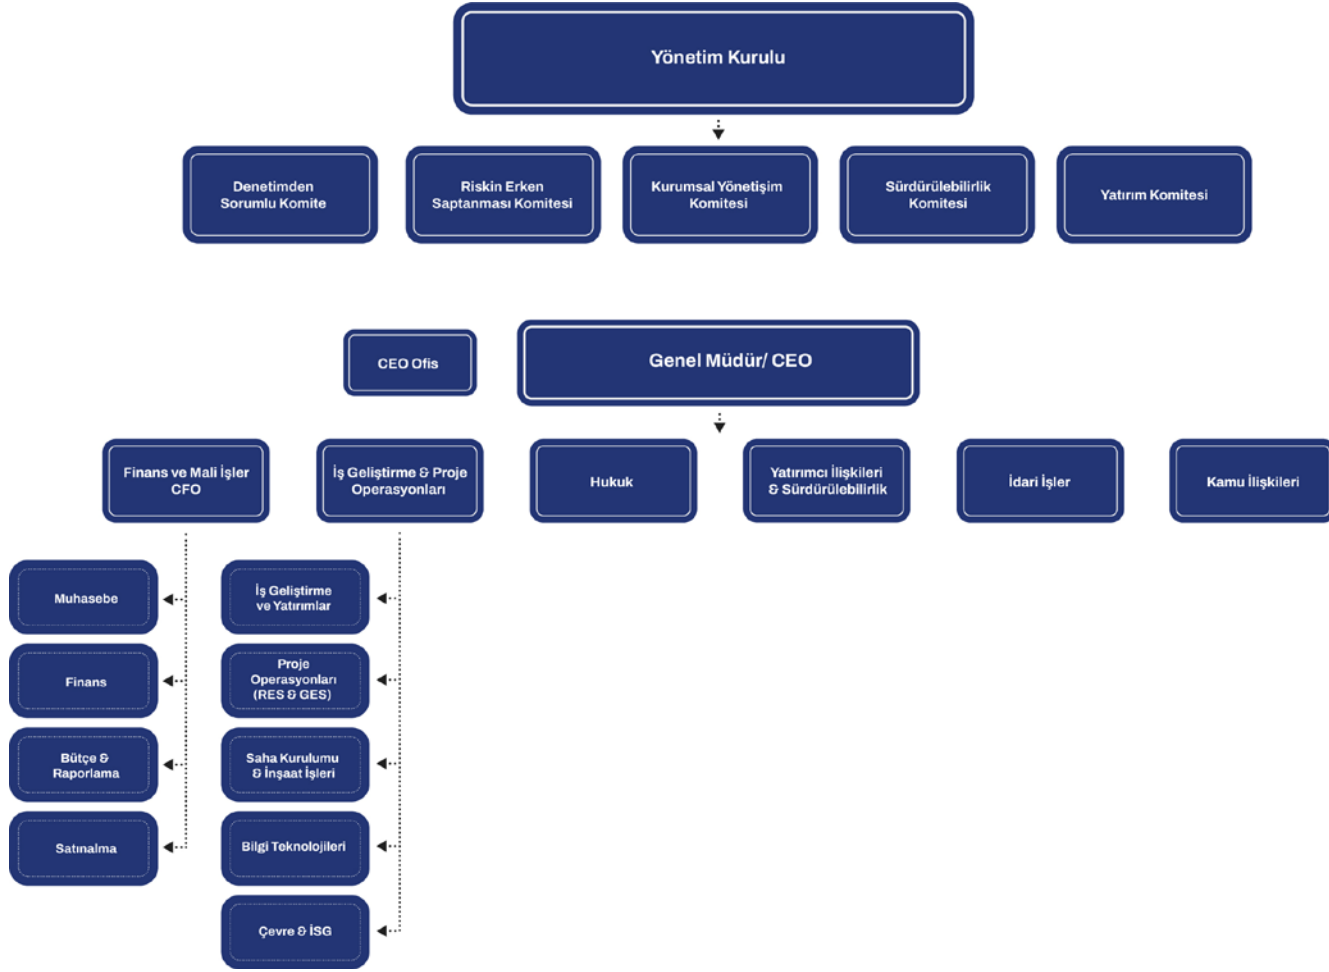 Yönetim Kurulu
Denetimden
Sorumlu Komite
Riskin Erken
Saptanması Komitesi
Kurumsal Yönetişim
Komitesi
Sürdürülebilirlik
Komitesi
Yatırım Komitesi
CEO Ofis
Genel Müdür/ CEO
Finans ve Mali İşler
CFO
İş Geliştirme & Proje
Operasyonları
Hukuk
Yatırımcı İlişkileri
& Sürdürülebilirlik
İdari İşler
Kamu İlişkileri
Muhasebe
Finans
Bütçe &
Raporlama
Satınalma
İş Geliştirme
ve Yatırımlar
Proje
Operasyonları
(RES & GES)
Saha Kurulumu
& İnşaat İşleri
Bilgi Teknolojileri
Çevre & İSG